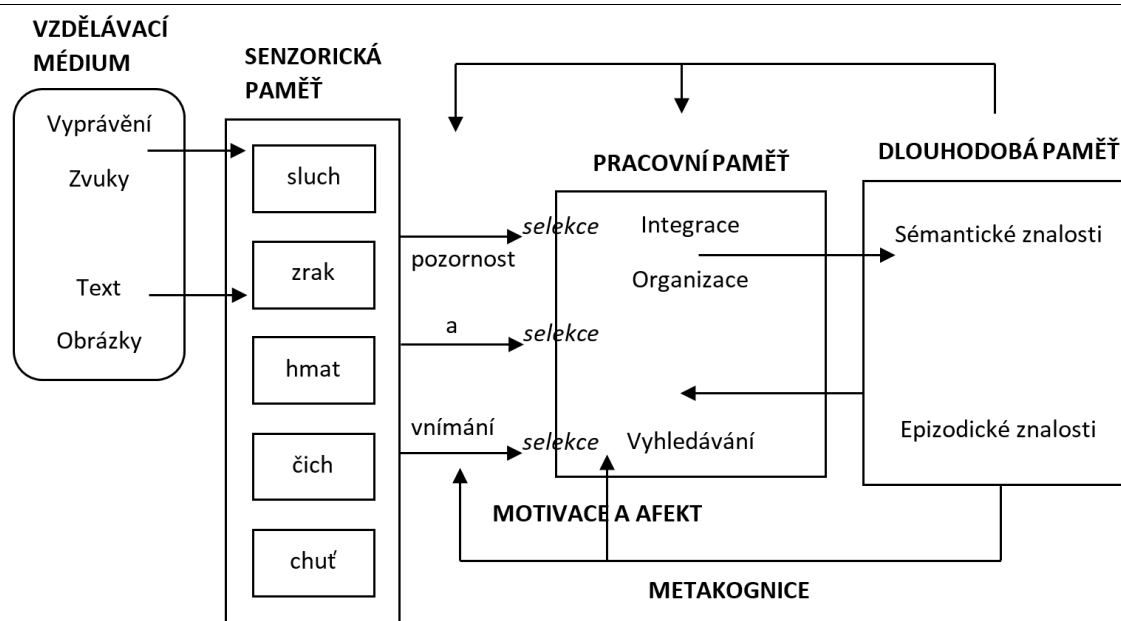 VZDĚLÁVACÍ
MÉDIUM
Vyprávění
Zvuky
Text
Obrázky
SENZORICKÁ
PAMĚŤ
sluch
zrak
hmat
čich
chuť
pozornost
a
vnímání
selekce
selekce
selekce
PRACOVNÍ PAMĚŤ
Integrace
Organizace
Vyhledávání
DLOUHODOBÁ PAMĚŤ
Sémantické znalosti
Epizodické znalosti
MOTIVACE A AFEKT
METAKOGNICE